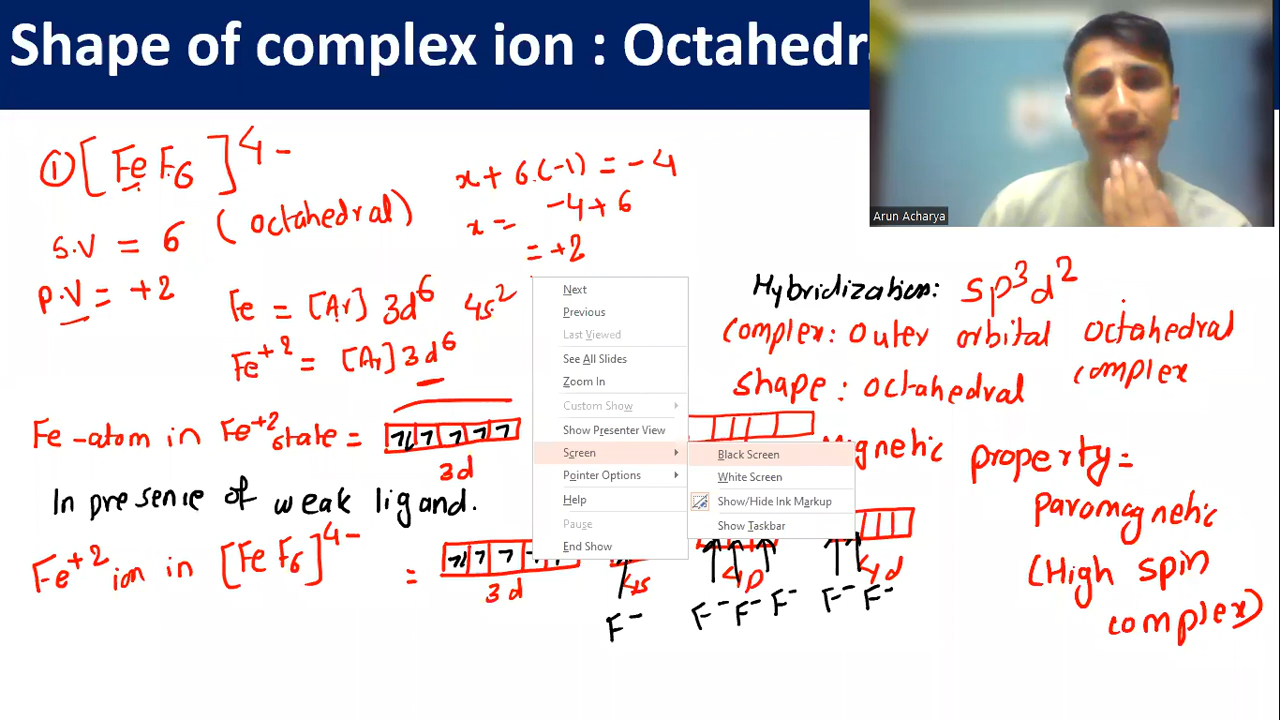 Shape of complex ion : Octahedra
Arun Acharya
① [FeF6]4-
x + 6.(-1) = -4
x = -4+6
= +2
S.V = 6 (octahedral)
P.V = +2
Fe = [Ar] 3d6 4s2
Fe+2 = [Ar] 3d6
Hybridization: sp3d2
complex: outer orbital octahedral complex
shape: octahedral
Fe-atom in Fe+2 state =
3d
Magnetic property =
Paromagnetic
(High spin complex)
In presence of weak ligand.
Fe+2 ion in [FeF6]4- =
3d 4s 4p 4d
F- F- F- F- F- F-
Next
Previous
Last Viewed
See All Slides
Zoom In
Custom Show
Show Presenter View
Screen
Pointer Options
Help
Pause
End Show
Black Screen
White Screen
Show/Hide Ink Markup
Show Taskbar